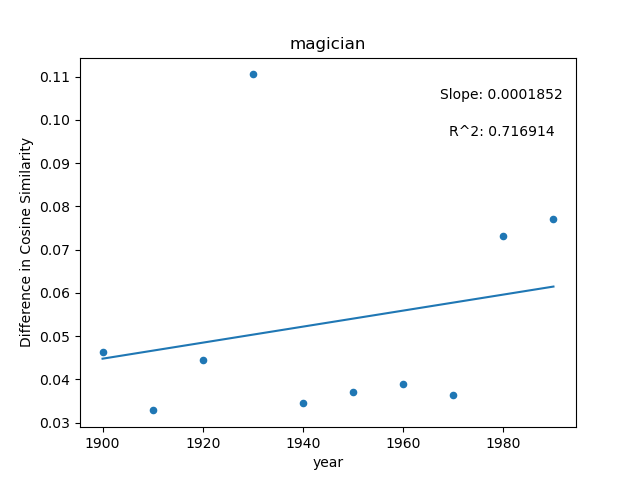 magician
Slope: 0.0001852
R^2: 0.716914
Difference in Cosine Similarity
0.11
0.10
0.09
0.08
0.07
0.06
0.05
0.04
0.03
1900 1920 1940 1960 1980
year